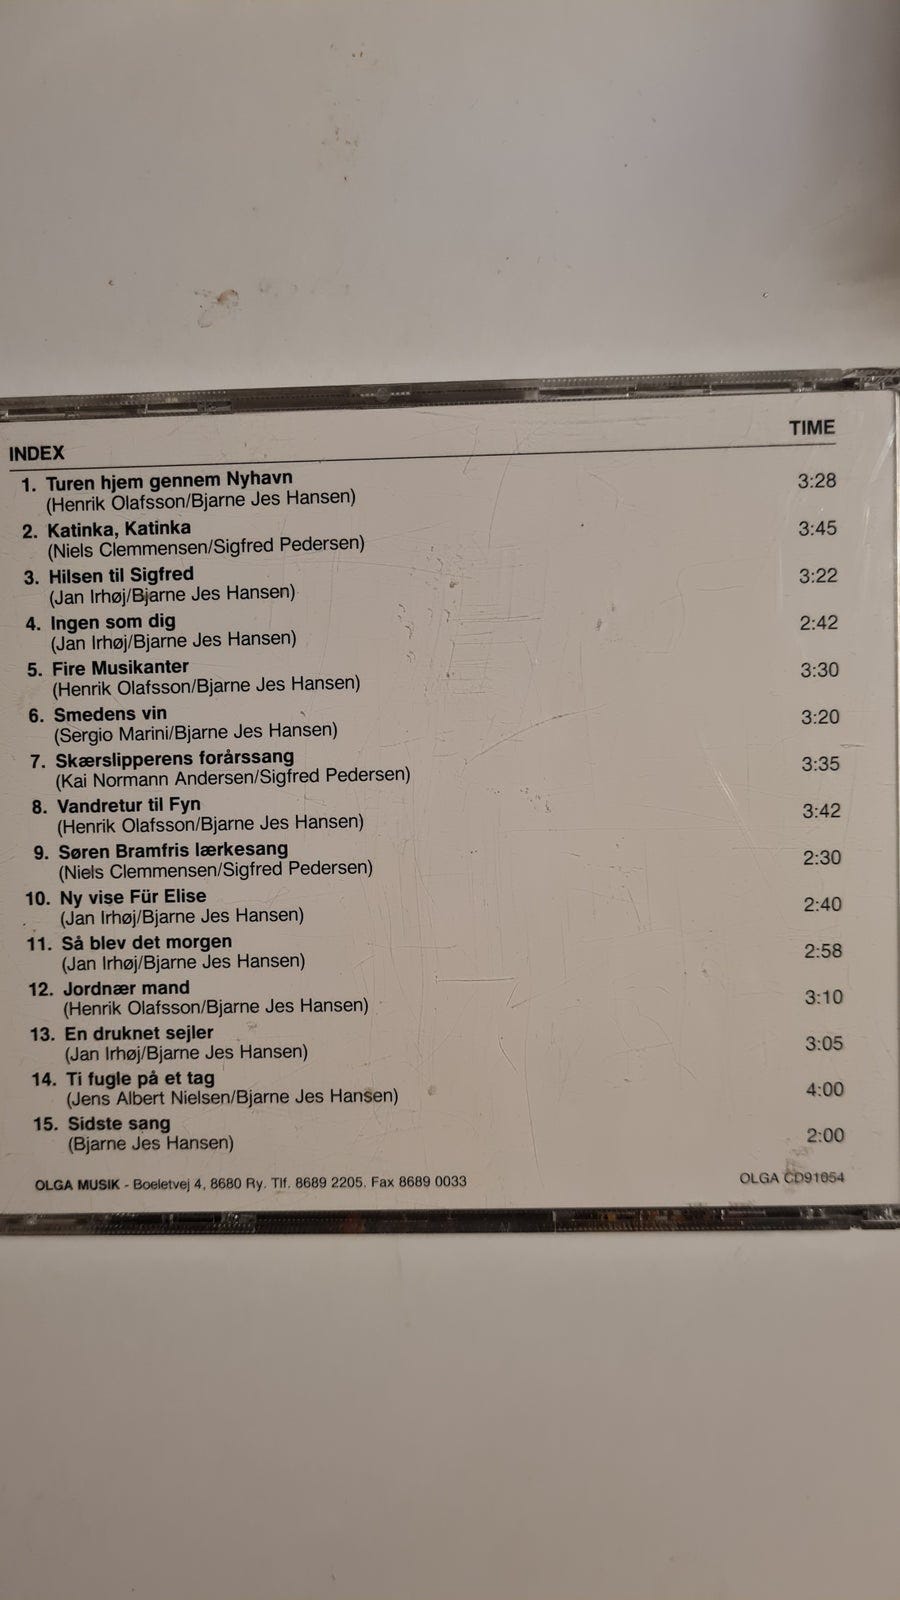 INDEX TIME
1. Turen hjem gennem Nyhavn 3:28
(Henrik Olafsson/Bjarne Jes Hansen)
2. Katinka, Katinka 3:45
(Niels Clemmensen/Sigfred Pedersen)
3. Hilsen til Sigfred 3:22
(Jan Irhøj/Bjarne Jes Hansen)
4. Ingen som dig 2:42
(Jan Irhøj/Bjarne Jes Hansen)
5. Fire Musikanter 3:30
(Henrik Olafsson/Bjarne Jes Hansen)
6. Smedens vin 3:20
(Sergio Marini/Bjarne Jes Hansen)
7. Skærslipperens forårssang 3:35
(Kai Normann Andersen/Sigfred Pedersen)
8. Vandretur til Fyn 3:42
(Henrik Olafsson/Bjarne Jes Hansen)
9. Søren Bramfris lærkesang 2:30
(Niels Clemmensen/Sigfred Pedersen)
10. Ny vise Für Elise 2:40
(Jan Irhøj/Bjarne Jes Hansen)
11. Så blev det morgen 2:58
(Jan Irhøj/Bjarne Jes Hansen)
12. Jordnær mand 3:10
(Henrik Olafsson/Bjarne Jes Hansen)
13. En druknet sejler 3:05
(Jan Irhøj/Bjarne Jes Hansen)
14. Ti fugle på et tag 4:00
(Jens Albert Nielsen/Bjarne Jes Hansen)
15. Sidste sang 2:00
(Bjarne Jes Hansen)
OLGA MUSIK - Boeletvej 4, 8680 Ry. Tlf. 8689 2205. Fax 8689 0033 OLGA CD91054